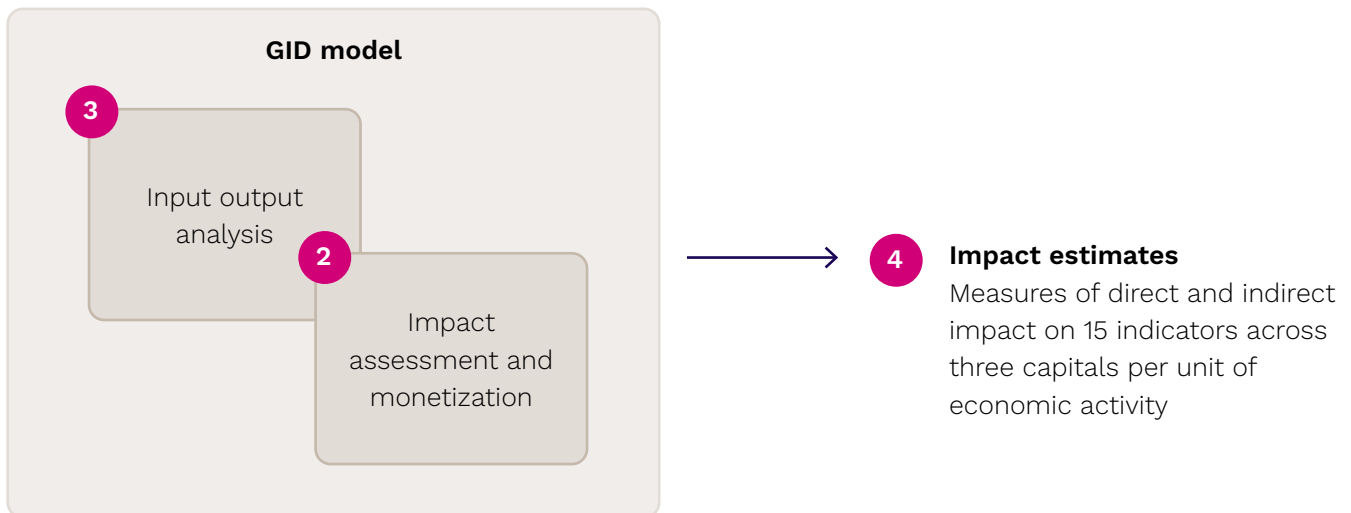 GID model
3
Input output
analysis
2
Impact
assessment and
monetization
4
Impact estimates
Measures of direct and indirect
impact on 15 indicators across
three capitals per unit of
economic activity